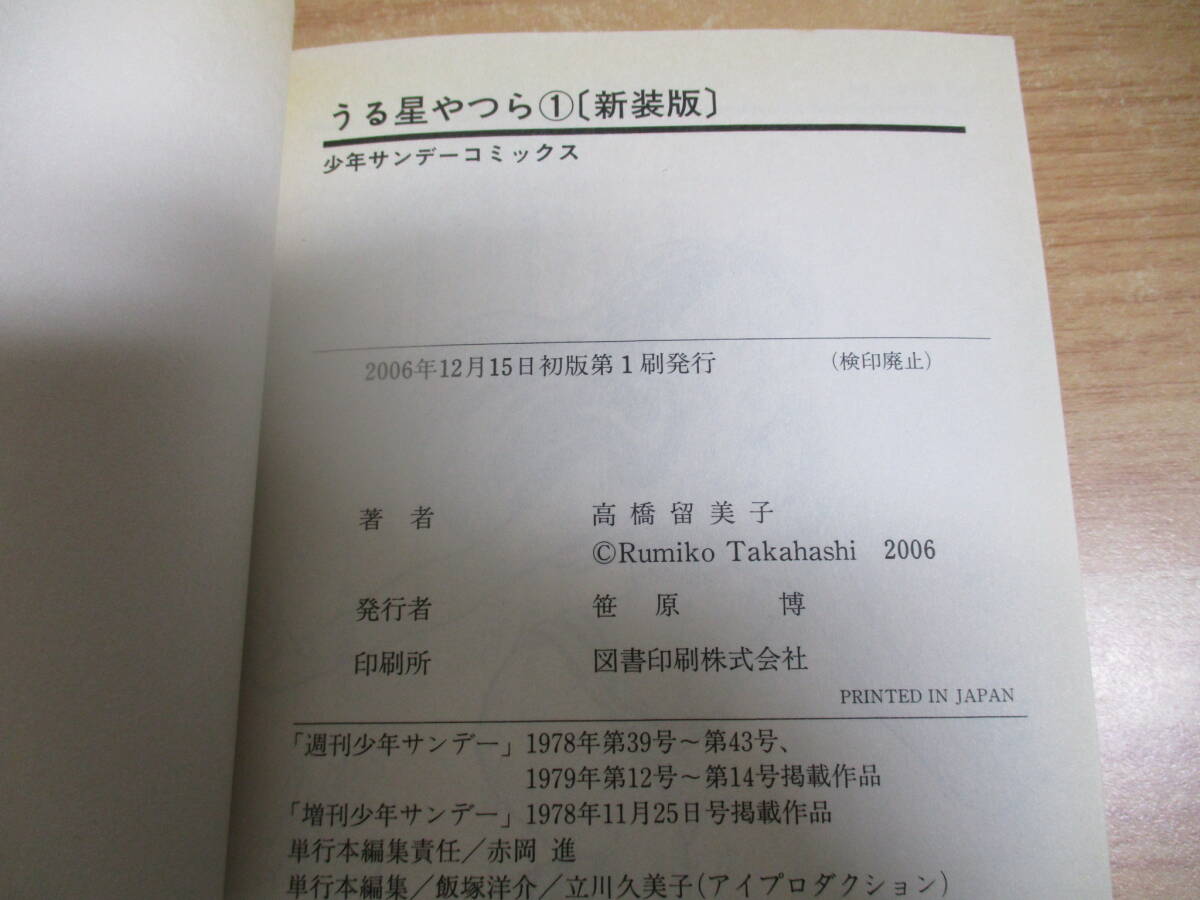 うる星やつら①〔新装版〕
少年サンデーコミックス
2006年12月15日初版第1刷発行 (検印廃止)
著者 高橋留美子
©Rumiko Takahashi 2006
発行者 笹原 博
印刷所 図書印刷株式会社
PRINTED IN JAPAN
「週刊少年サンデー」1978年第39号～第43号、
1979年第12号～第14号掲載作品
「増刊少年サンデー」1978年11月25日号掲載作品
単行本編集責任／赤岡 進
単行本編集／飯塚洋介／立川久美子(アイプロダクション)